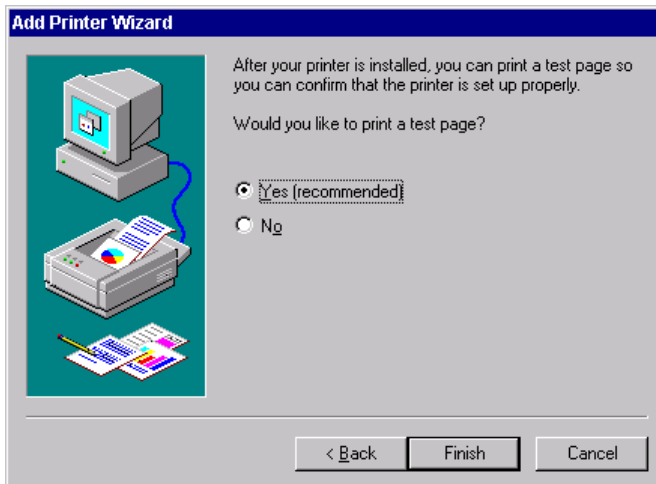 Add Printer Wizard
After your printer is installed, you can print a test page so
you can confirm that the printer is set up properly.
Would you like to print a test page?
Yes (recommended)
No
< Back
Finish
Cancel